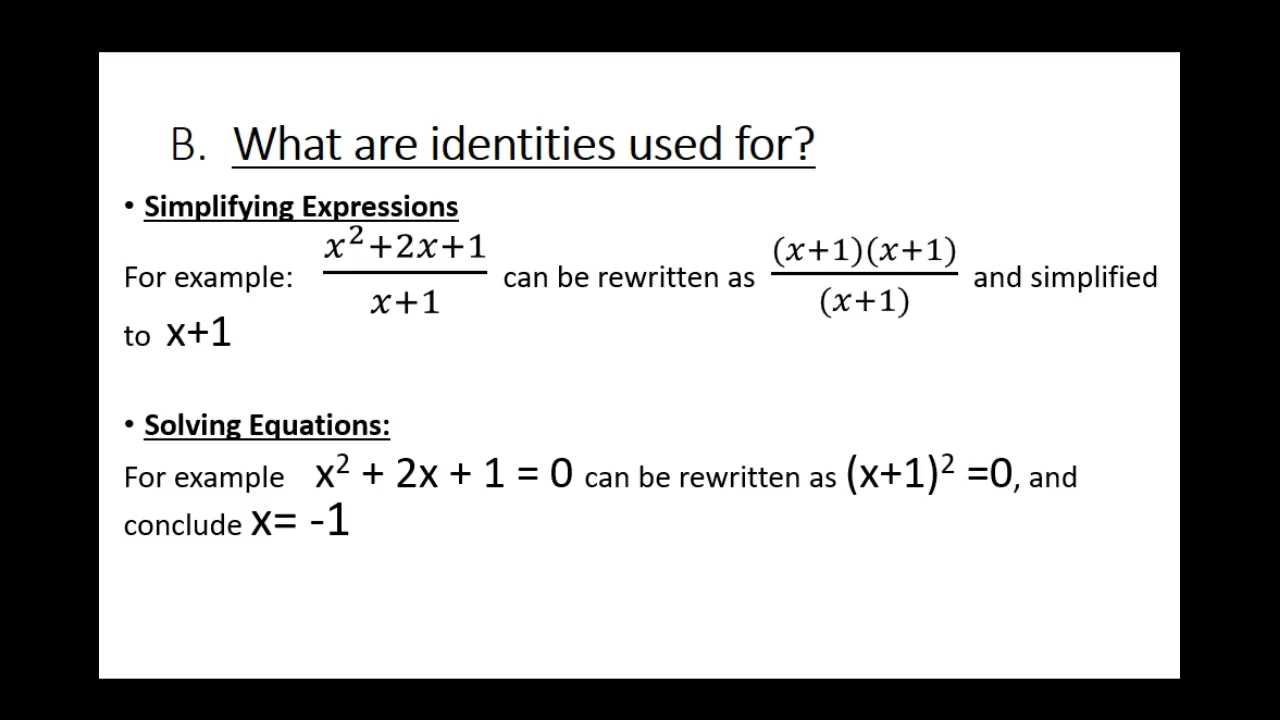 B. What are identities used for?
• Simplifying Expressions
For example: x²+2x+1 / x+1 can be rewritten as (x+1)(x+1) / (x+1) and simplified
to x+1
• Solving Equations:
For example x² + 2x + 1 = 0 can be rewritten as (x+1)² =0, and
conclude x= -1